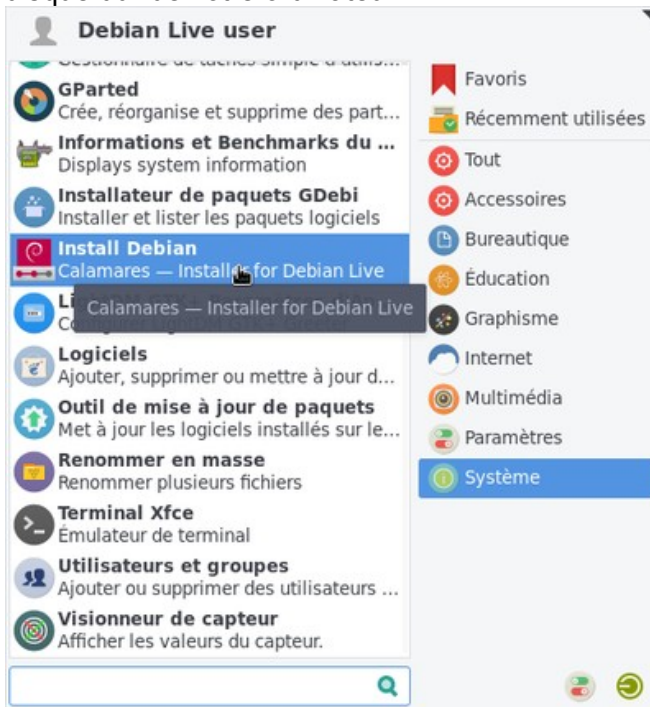 Debian Live user
Gestionnaire de tâches simple à utilis...
GParted
Crée, réorganise et supprime des part...
Informations et Benchmarks du ...
Displays system information
Installateur de paquets GDebi
Installer et lister les paquets logiciels
Install Debian
Calamares — Installer for Debian Live
Calamares — Installer for Debian Live
Logiciels
Ajouter, supprimer ou mettre à jour d...
Outil de mise à jour de paquets
Met à jour les logiciels installés sur le...
Renommer en masse
Renommer plusieurs fichiers
Terminal Xfce
Émulateur de terminal
Utilisateurs et groupes
Ajouter ou supprimer des utilisateurs ...
Visionneur de capteur
Afficher les valeurs du capteur.
Favoris
Récemment utilisées
Tout
Accessoires
Bureautique
Éducation
Graphisme
Internet
Multimédia
Paramètres
Système